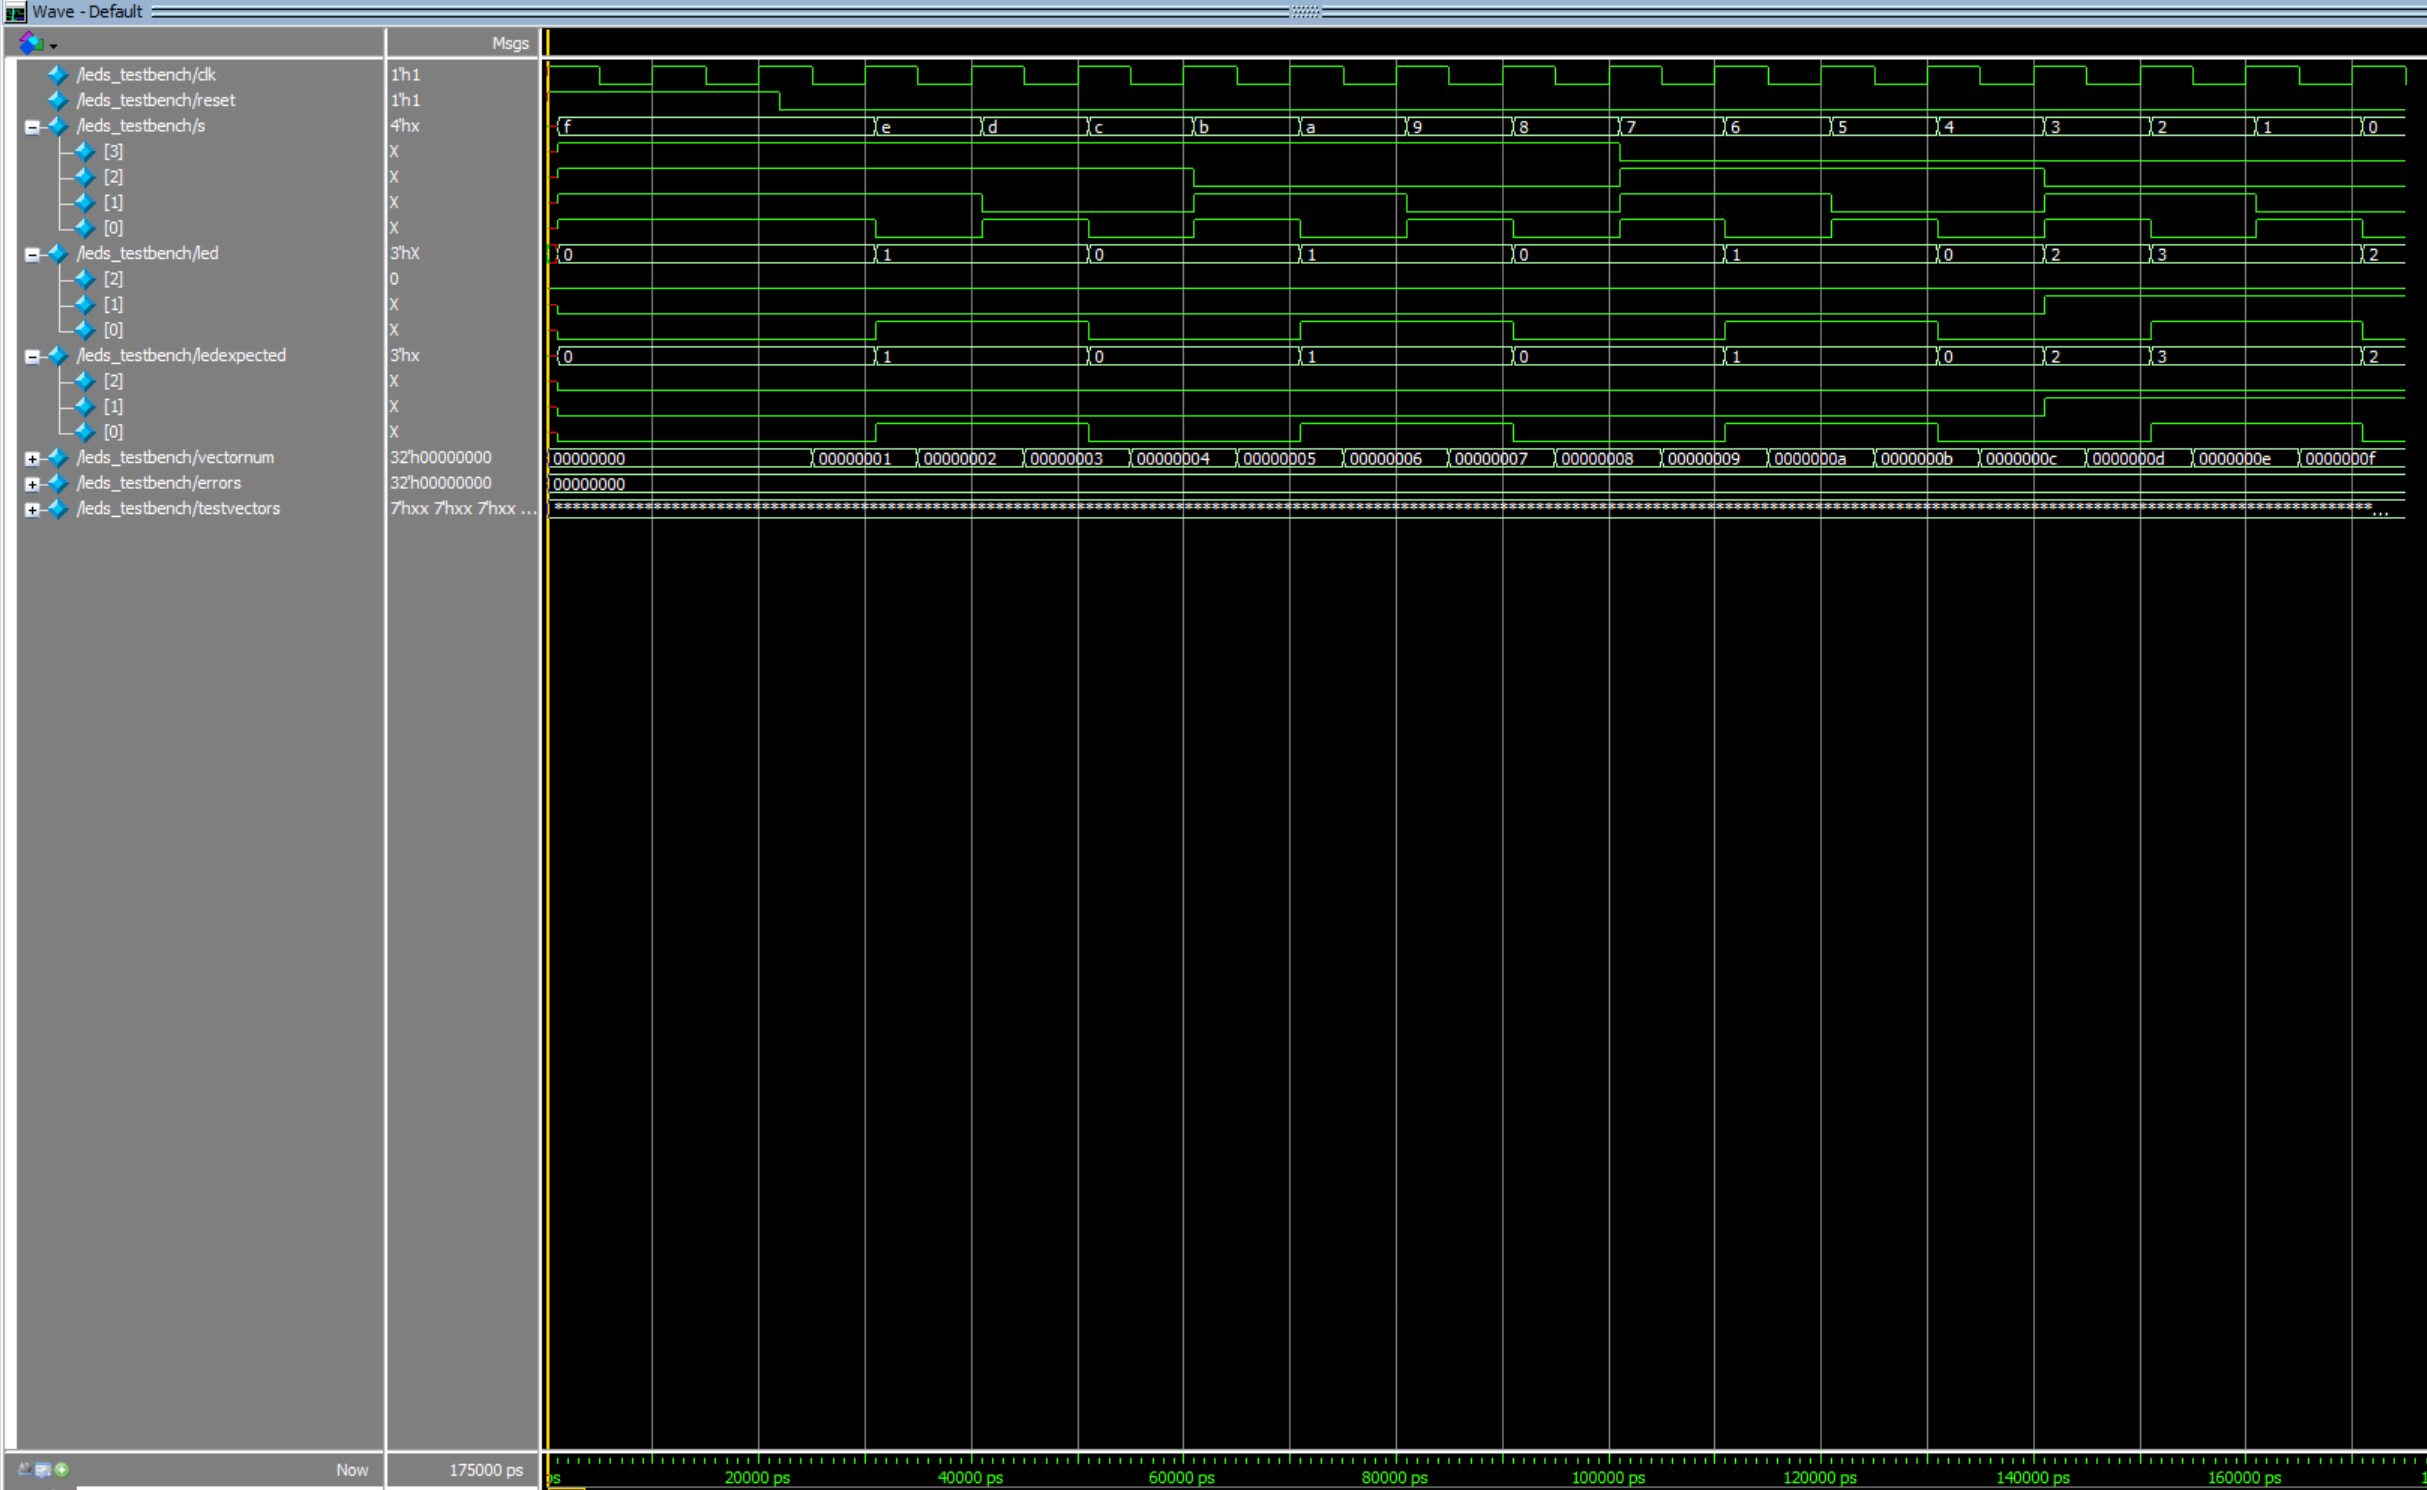 Wave - Default
Msgs
/leds_testbench/clk 1'h1
/leds_testbench/reset 1'h1
/leds_testbench/s 4'hx f e d c b a 9 8 7 6 5 4 3 2 1 0
[3] X
[2] X
[1] X
[0] X
/leds_testbench/led 3'hX 0 1 0 1 0 1 0 2 3 2
[2] 0
[1] X
[0] X
/leds_testbench/ledexpected 3'hx 0 1 0 1 0 1 0 2 3 2
[2] X
[1] X
[0] X
/leds_testbench/vectornum 32'h00000000 00000000 00000001 00000002 00000003 00000004 00000005 00000006 00000007 00000008 00000009 0000000a 0000000b 0000000c 0000000d 0000000e 0000000f
/leds_testbench/errors 32'h00000000 00000000
/leds_testbench/testvectors 7'hxx 7'hxx 7'hxx ...
Now 175000 ps
20000 ps 40000 ps 60000 ps 80000 ps 100000 ps 120000 ps 140000 ps 160000 ps